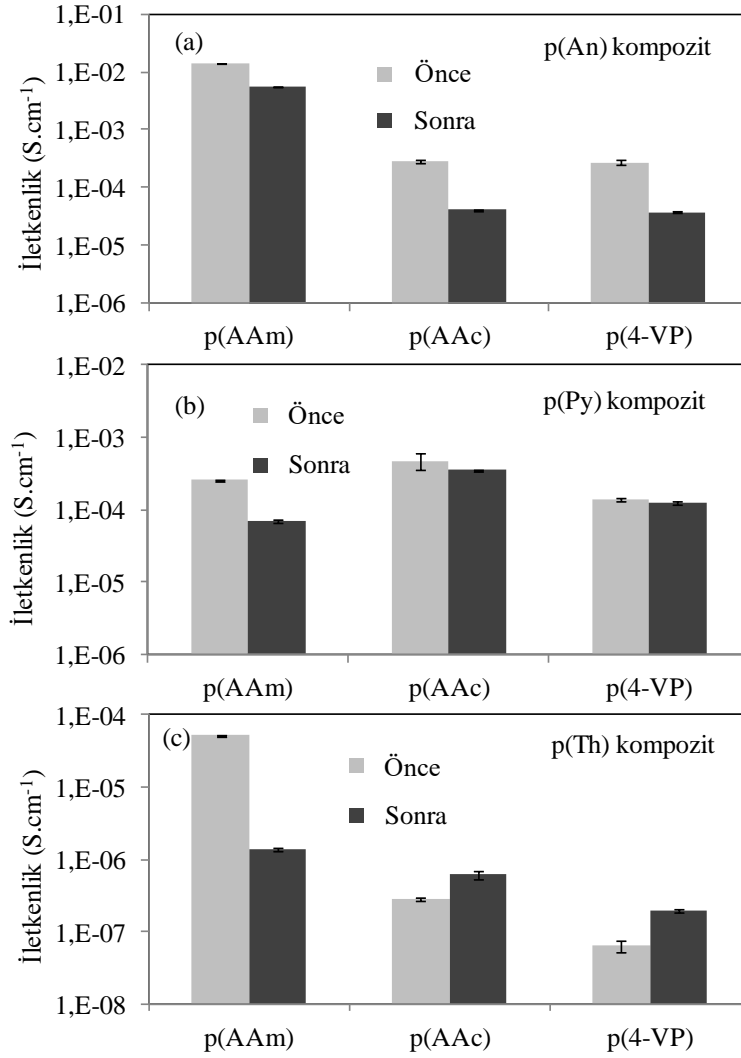 1,E-01
(a)
p(An) kompozit
1,E-02
Önce
1,E-03
Sonra
1,E-04
1,E-05
1,E-06
İletkenlik (S.cm-1)
p(AAm) p(AAc) p(4-VP)
1,E-02
(b)
p(Py) kompozit
Önce
1,E-03
Sonra
1,E-04
1,E-05
1,E-06
İletkenlik (S.cm-1)
p(AAm) p(AAc) p(4-VP)
1,E-04
(c)
p(Th) kompozit
Önce
1,E-05
Sonra
1,E-06
1,E-07
1,E-08
İletkenlik (S.cm-1)
p(AAm) p(AAc) p(4-VP)